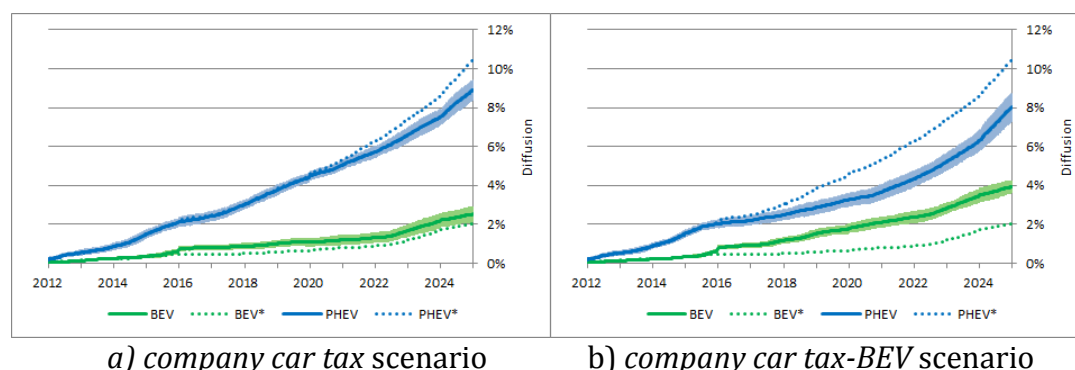 12%
10%
8%
6%
4%
2%
0%
Diffusion
2012 2014 2016 2018 2020 2022 2024
BEV BEV* PHEV PHEV*
12%
10%
8%
6%
4%
2%
0%
Diffusion
2012 2014 2016 2018 2020 2022 2024
BEV BEV* PHEV PHEV*
a) company car tax scenario
b) company car tax-BEV scenario